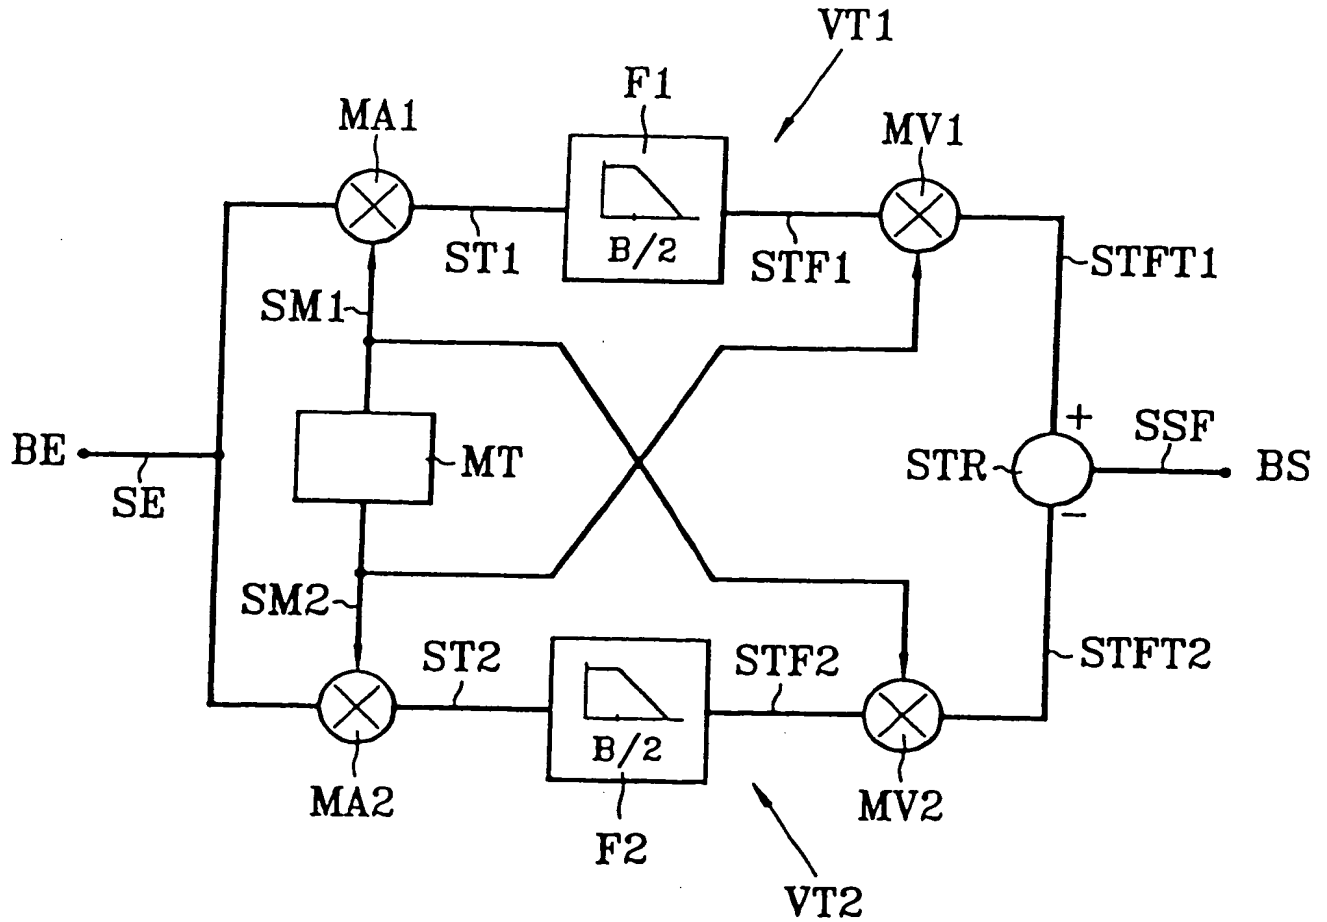 VT1
F1
MA1
MV1
B/2
ST1
STF1
STFT1
SM1
+
SSF
BE
MT
STR
BS
SE
−
SM2
ST2
STF2
STFT2
B/2
MA2
MV2
F2
VT2